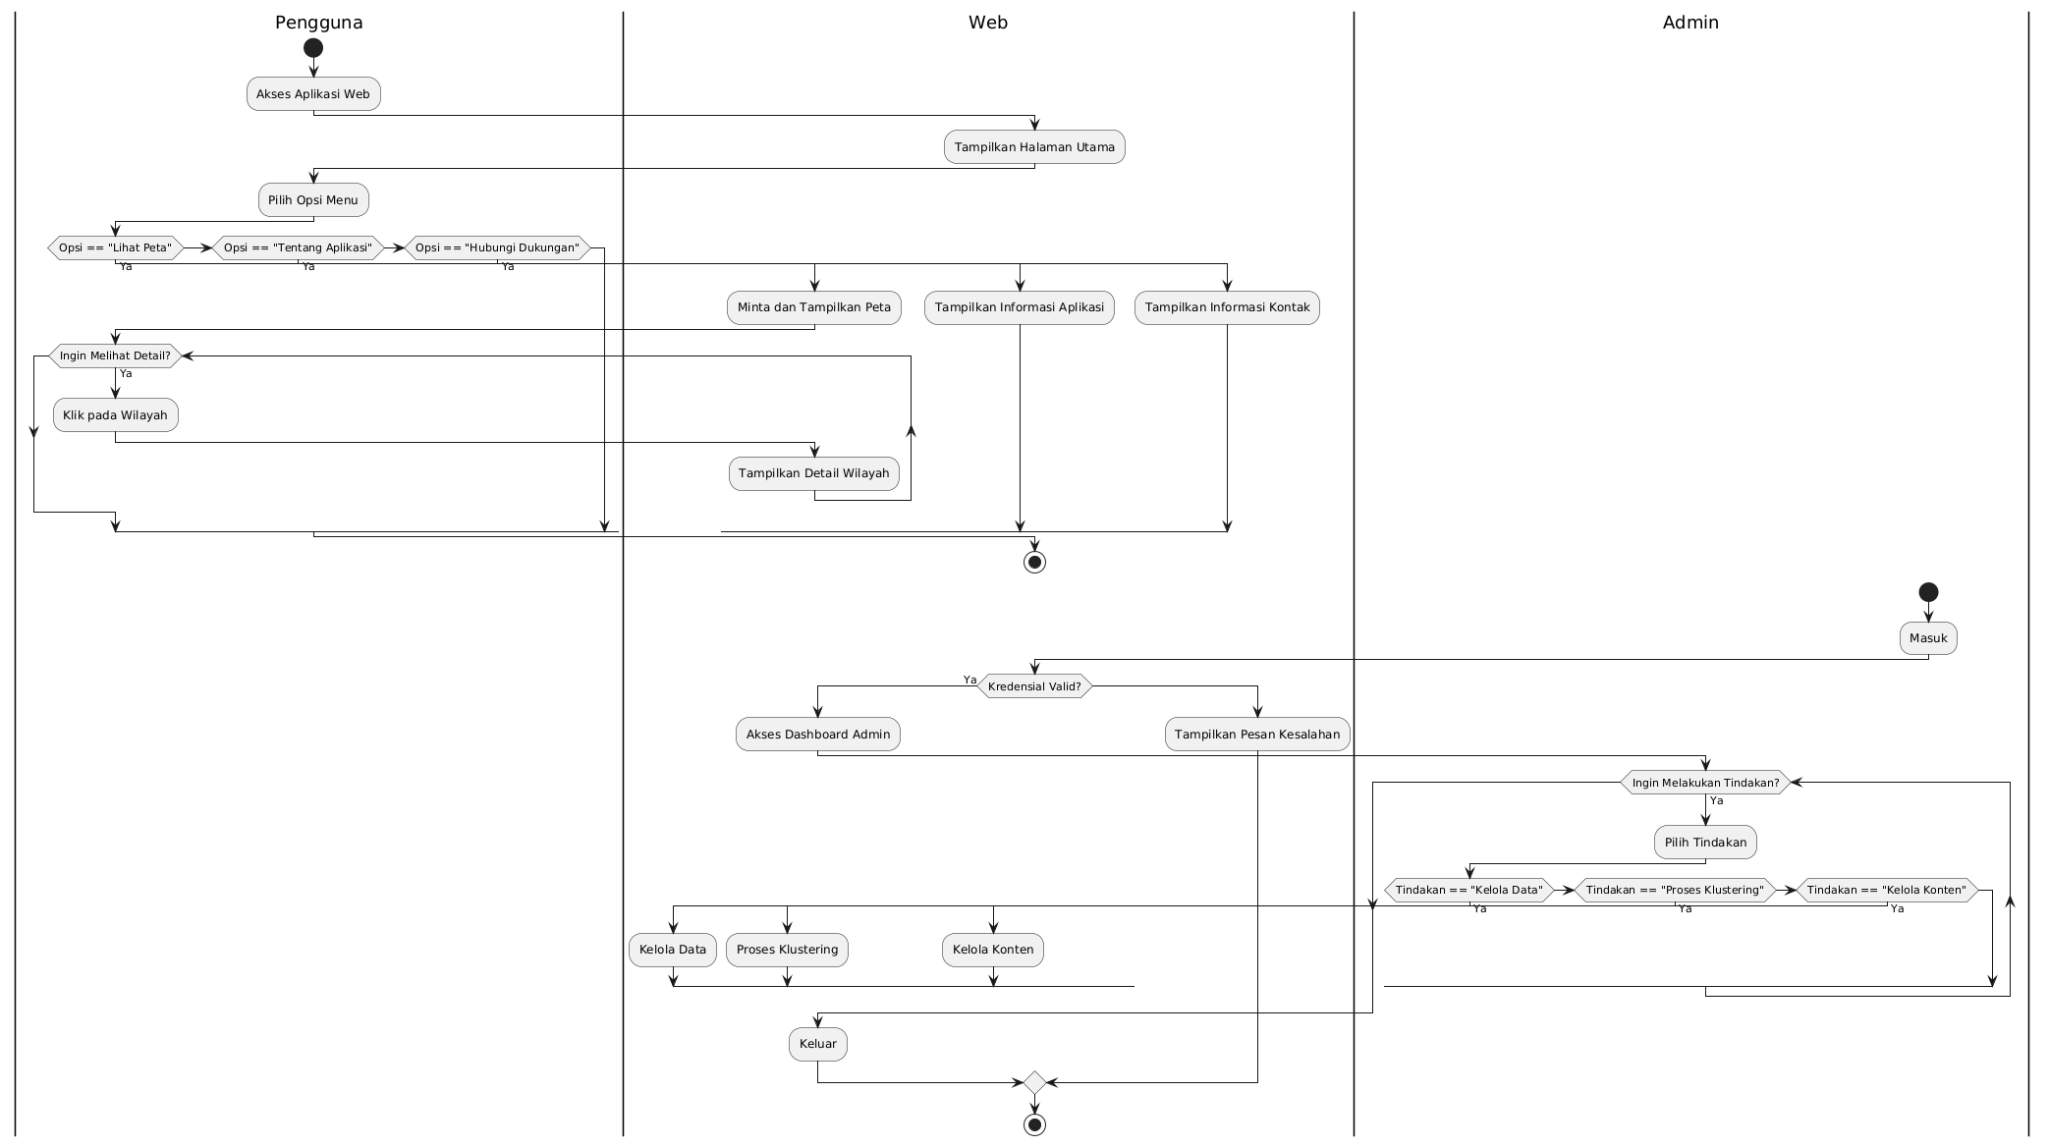 Pengguna
Web
Admin
Akses Aplikasi Web
Tampilkan Halaman Utama
Pilih Opsi Menu
Opsi == "Lihat Peta"
Opsi == "Tentang Aplikasi"
Opsi == "Hubungi Dukungan"
Ya
Ya
Ya
Minta dan Tampilkan Peta
Tampilkan Informasi Aplikasi
Tampilkan Informasi Kontak
Ingin Melihat Detail?
Ya
Klik pada Wilayah
Tampilkan Detail Wilayah
Masuk
Ya
Kredensial Valid?
Akses Dashboard Admin
Tampilkan Pesan Kesalahan
Ingin Melakukan Tindakan?
Ya
Pilih Tindakan
Tindakan == "Kelola Data"
Tindakan == "Proses Klustering"
Tindakan == "Kelola Konten"
Ya
Ya
Ya
Kelola Data
Proses Klustering
Kelola Konten
Keluar